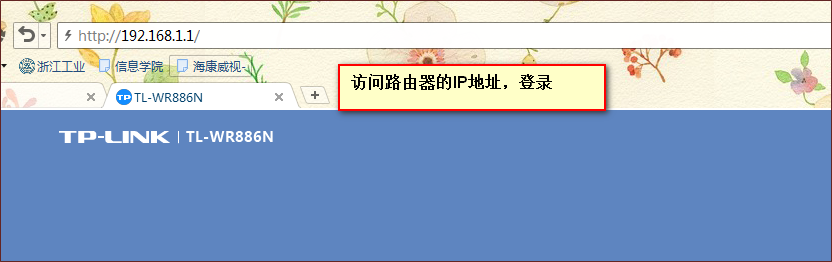 http://192.168.1.1/
浙江工业
信息学院
海康威视-
访问路由器的IP地址，登录
TP TL-WR886N
TP-LINK | TL-WR886N